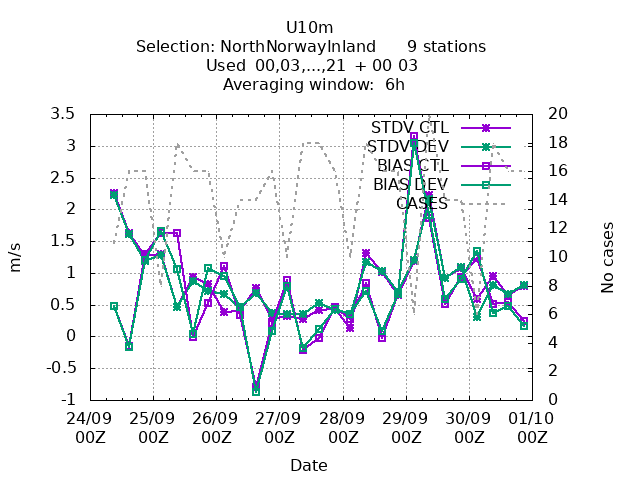 U10m
Selection: NorthNorwayInland 9 stations
Used 00,03,...,21 + 00 03
Averaging window: 6h
STDV CTL
STDV DEV
BIAS CTL
BIAS DEV
CASES
3.5
3
2.5
2
1.5
1
0.5
0
-0.5
-1
m/s
20
18
16
14
12
10
8
6
4
2
0
No cases
24/09 25/09 26/09 27/09 28/09 29/09 30/09 01/10
00Z 00Z 00Z 00Z 00Z 00Z 00Z 00Z
Date